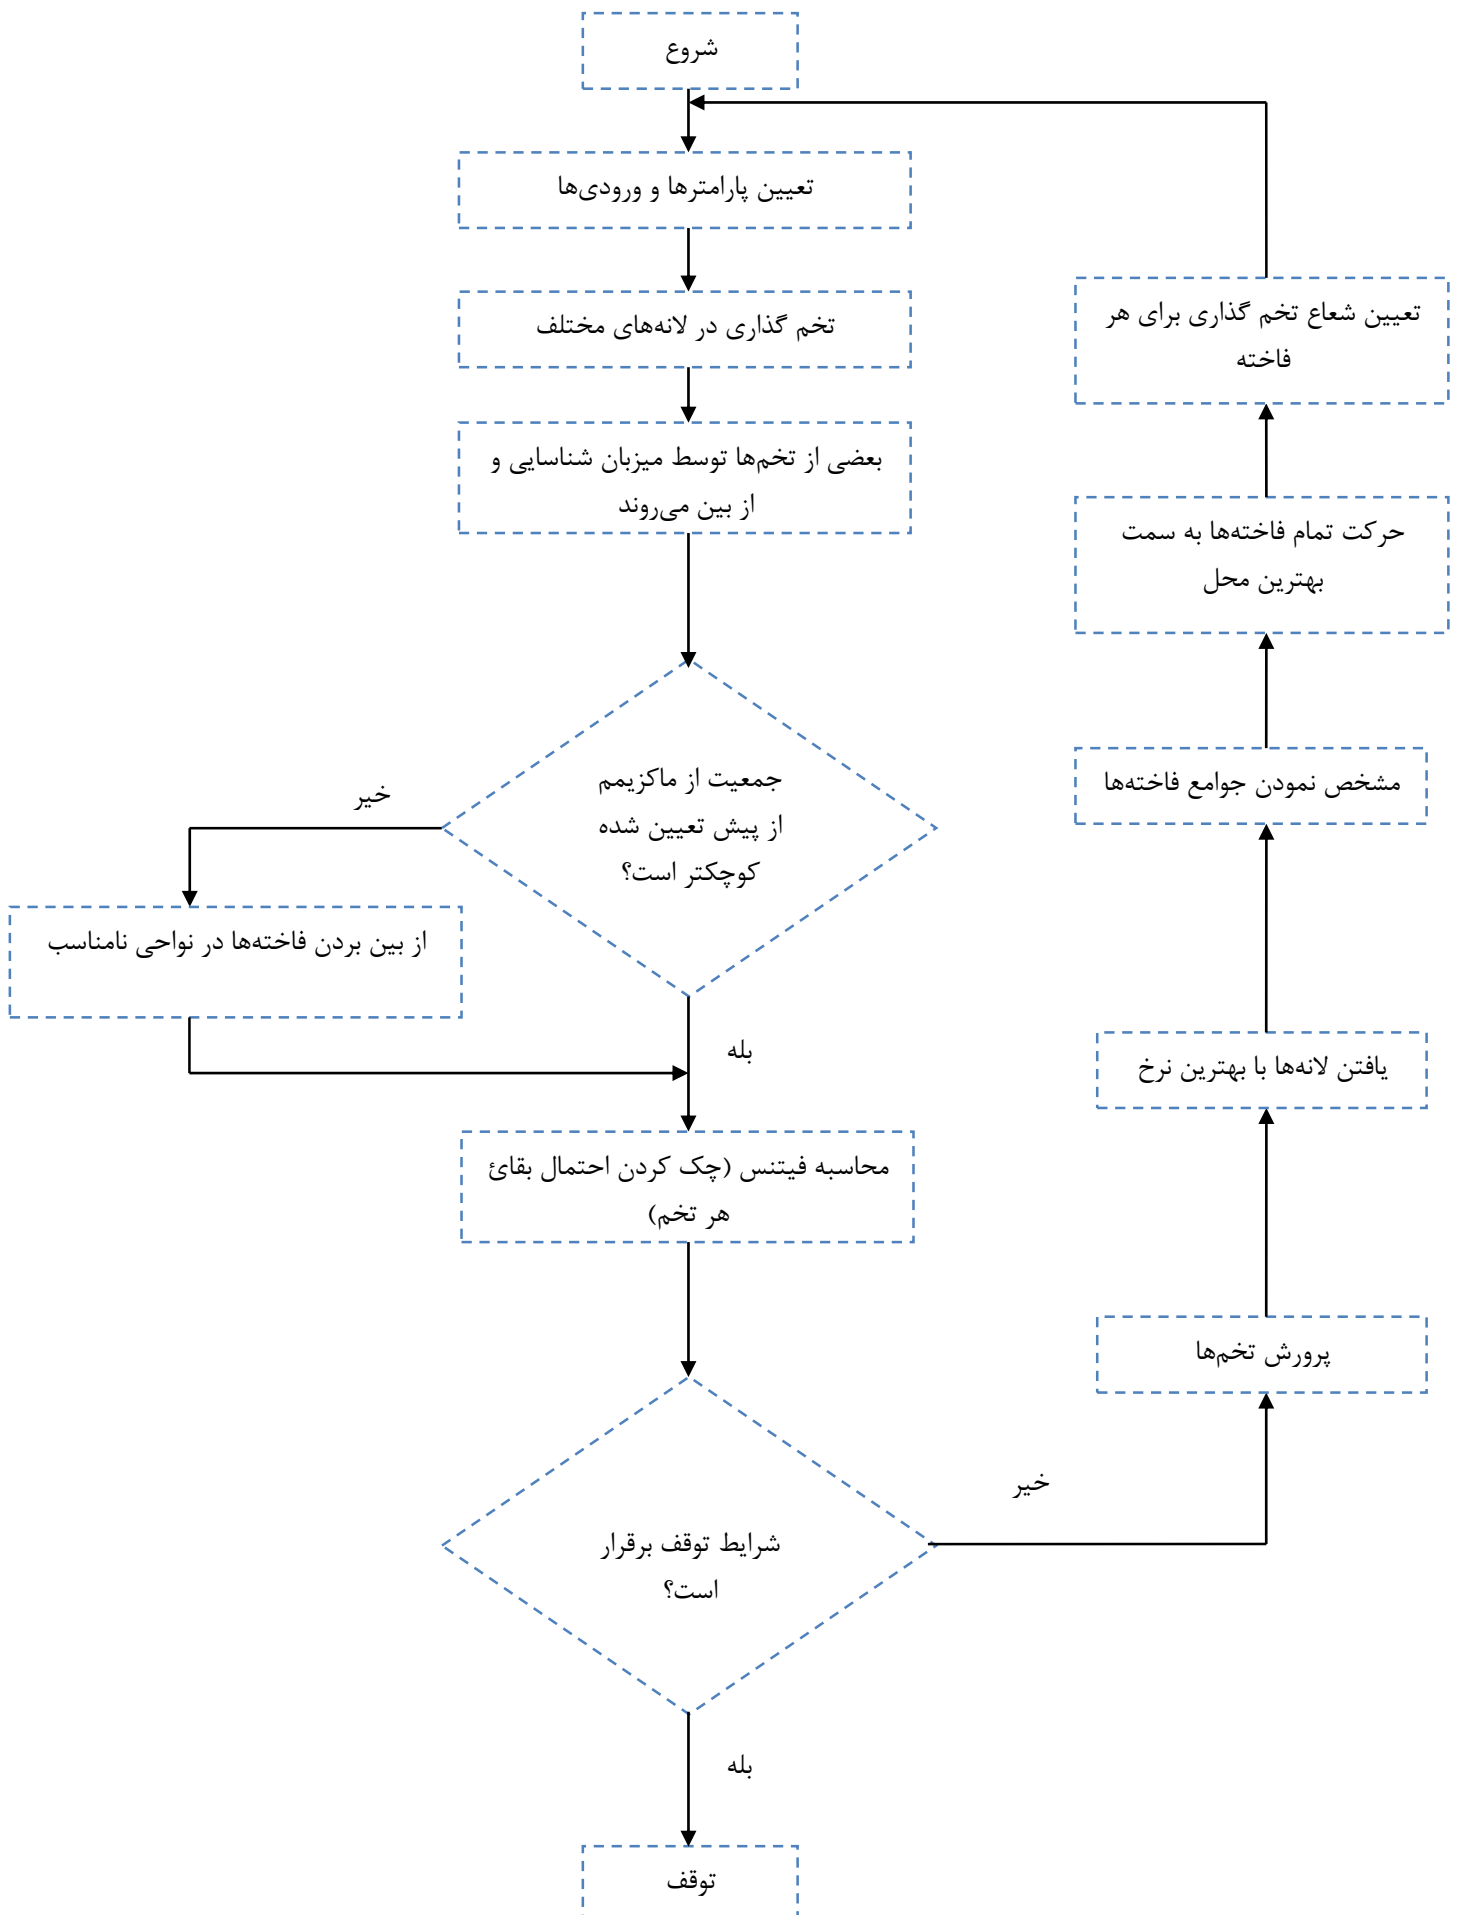 شروع
تعیین پارامترها و ورودی‌ها
تخم گذاری در لانه‌های مختلف
بعضی از تخم‌ها توسط میزبان شناسایی و
از بین می‌روند
جمعیت از ماکزیمم
از پیش تعیین شده
کوچکتر است؟
خیر
از بین بردن فاخته‌ها در نواحی نامناسب
بله
محاسبه فیتنس (چک کردن احتمال بقائ
هر تخم)
شرایط توقف برقرار
است؟
خیر
بله
توقف
پرورش تخم‌ها
یافتن لانه‌ها با بهترین نرخ
مشخص نمودن جوامع فاخته‌ها
حرکت تمام فاخته‌ها به سمت
بهترین محل
تعیین شعاع تخم گذاری برای هر
فاخته